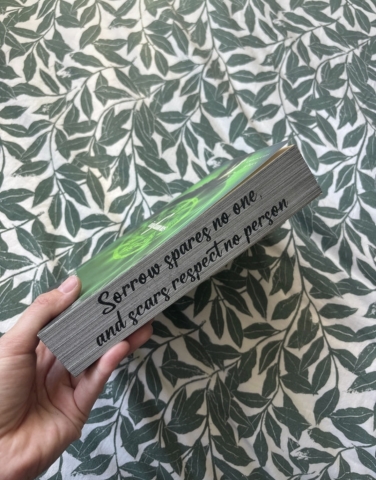 Sorrow spares no one,
and scars respect no person